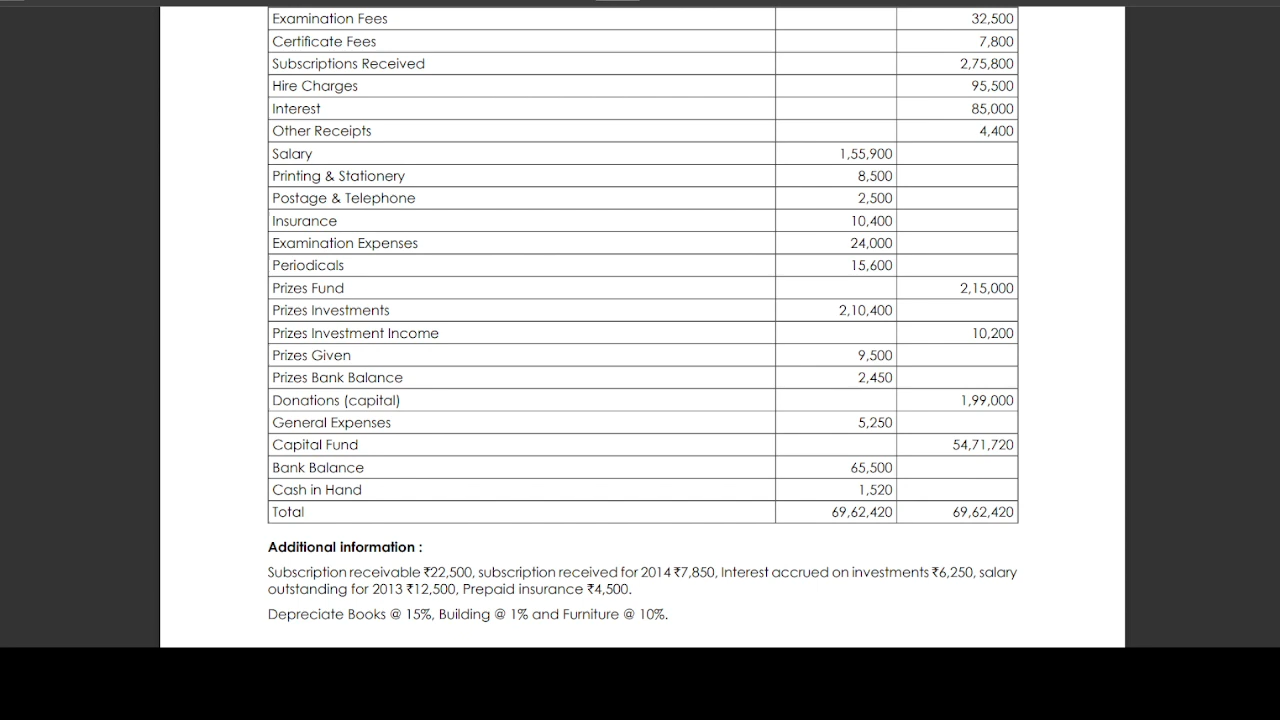 Examination Fees 32,500
Certificate Fees 7,800
Subscriptions Received 2,75,800
Hire Charges 95,500
Interest 85,000
Other Receipts 4,400
Salary 1,55,900
Printing & Stationery 8,500
Postage & Telephone 2,500
Insurance 10,400
Examination Expenses 24,000
Periodicals 15,600
Prizes Fund 2,15,000
Prizes Investments 2,10,400
Prizes Investment Income 10,200
Prizes Given 9,500
Prizes Bank Balance 2,450
Donations (capital) 1,99,000
General Expenses 5,250
Capital Fund 54,71,720
Bank Balance 65,500
Cash in Hand 1,520
Total 69,62,420 69,62,420
Additional information :
Subscription receivable ₹22,500, subscription received for 2014 ₹7,850, Interest accrued on investments ₹6,250, salary
outstanding for 2013 ₹12,500, Prepaid insurance ₹4,500.
Depreciate Books @ 15%, Building @ 1% and Furniture @ 10%.